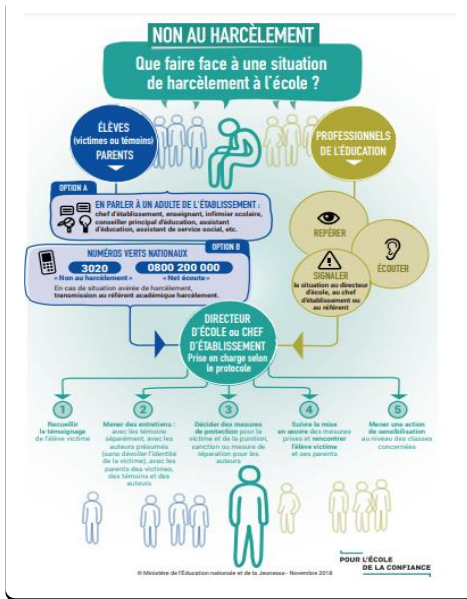 NON AU HARCÈLEMENT
Que faire face à une situation
de harcèlement à l'école ?
ÉLÈVES
(victimes ou témoins)
PARENTS
PROFESSIONNELS
DE L'ÉDUCATION
OPTION A
EN PARLER À UN ADULTE DE L'ÉTABLISSEMENT :
chef d'établissement, enseignant, infirmier scolaire,
conseiller principal d'éducation, assistant
d'éducation, assistant de service social, etc.
OPTION B
NUMÉROS VERTS NATIONAUX
3020
0800 200 000
« Non au harcèlement »
« Net écoute »
En cas de situation avérée de harcèlement,
transmission au référent académique harcèlement.
REPÉRER
ÉCOUTER
SIGNALER
la situation au directeur
d'école, au chef
d'établissement ou
au référent
DIRECTEUR
D'ÉCOLE ou CHEF
D'ÉTABLISSEMENT
Prise en charge selon
le protocole
1
Recueillir
le témoignage
de l'élève victime
2
Mener des entretiens :
avec les témoins
séparément, avec les
auteurs présumés
(sans dévoiler l'identité
de la victime), avec les
parents des victimes,
des témoins et des
auteurs
3
Décider des mesures
de protection pour la
victime et de la punition,
sanction ou mesure de
réparation pour les
auteurs
4
Suivre la mise
en œuvre des mesures
prises et rencontrer
l'élève victime
et ses parents
5
Mener une action
de sensibilisation
au niveau des classes
concernées
POUR L'ÉCOLE
DE LA CONFIANCE
© Ministère de l'Éducation nationale et de la Jeunesse - Novembre 2018